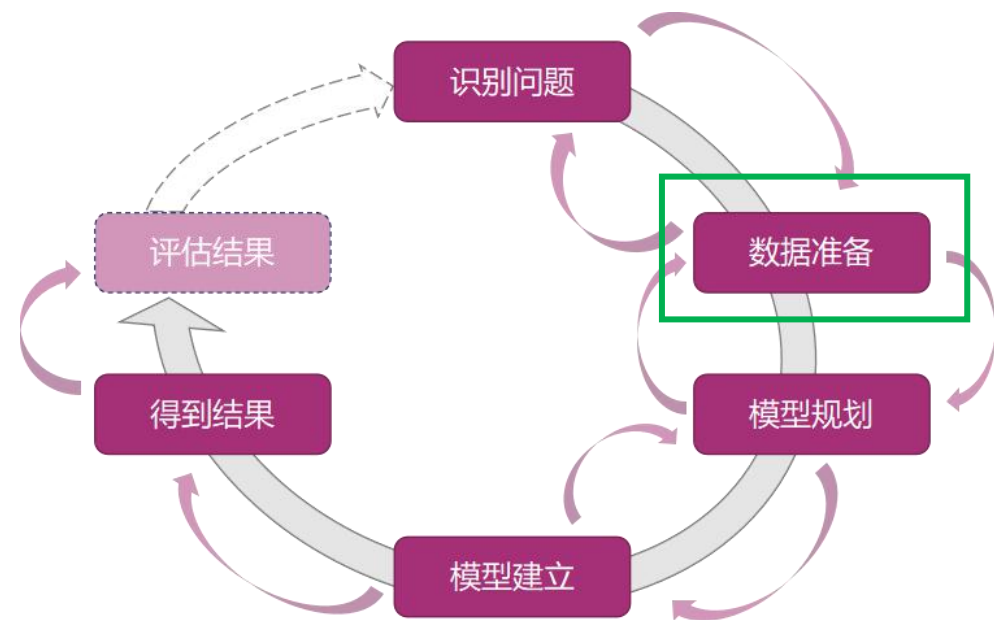 识别问题
评估结果
数据准备
得到结果
模型规划
模型建立